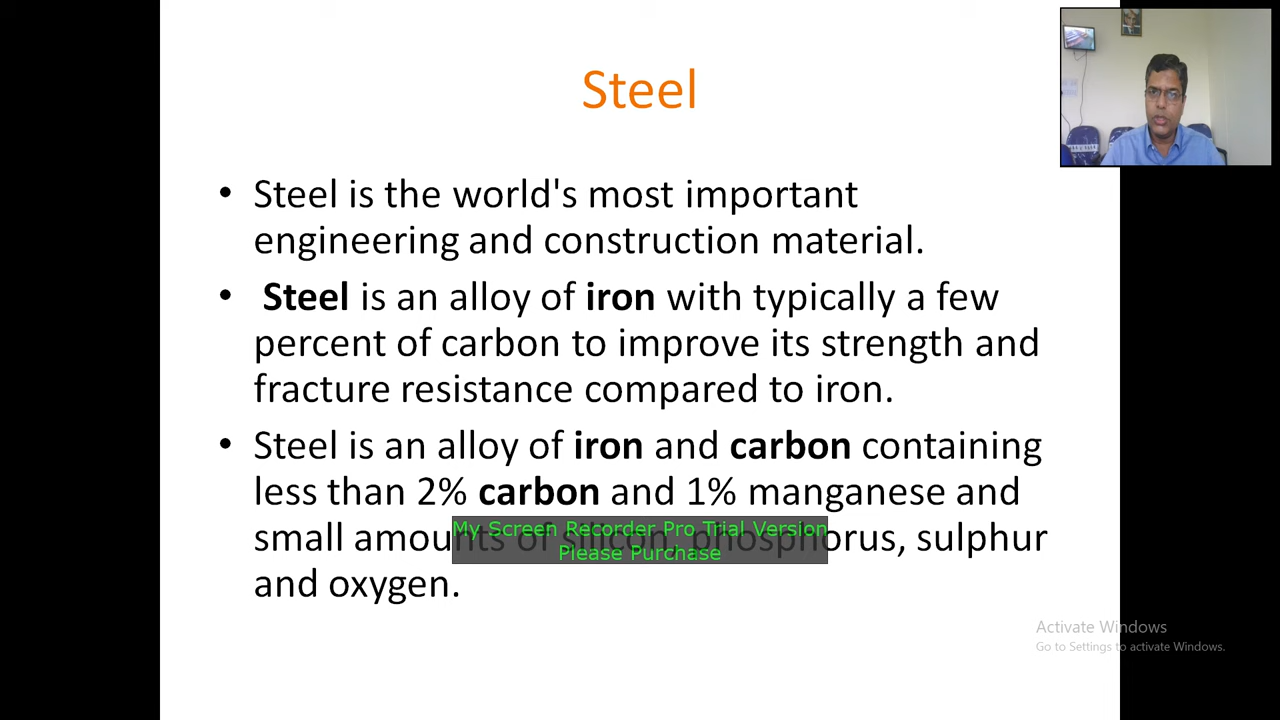 Steel
• Steel is the world's most important
engineering and construction material.
• Steel is an alloy of iron with typically a few
percent of carbon to improve its strength and
fracture resistance compared to iron.
• Steel is an alloy of iron and carbon containing
less than 2% carbon and 1% manganese and
small amounts of silicon, phosphorus, sulphur
My Screen Recorder Pro Trial Version
Please Purchase
and oxygen.
Activate Windows
Go to Settings to activate Windows.